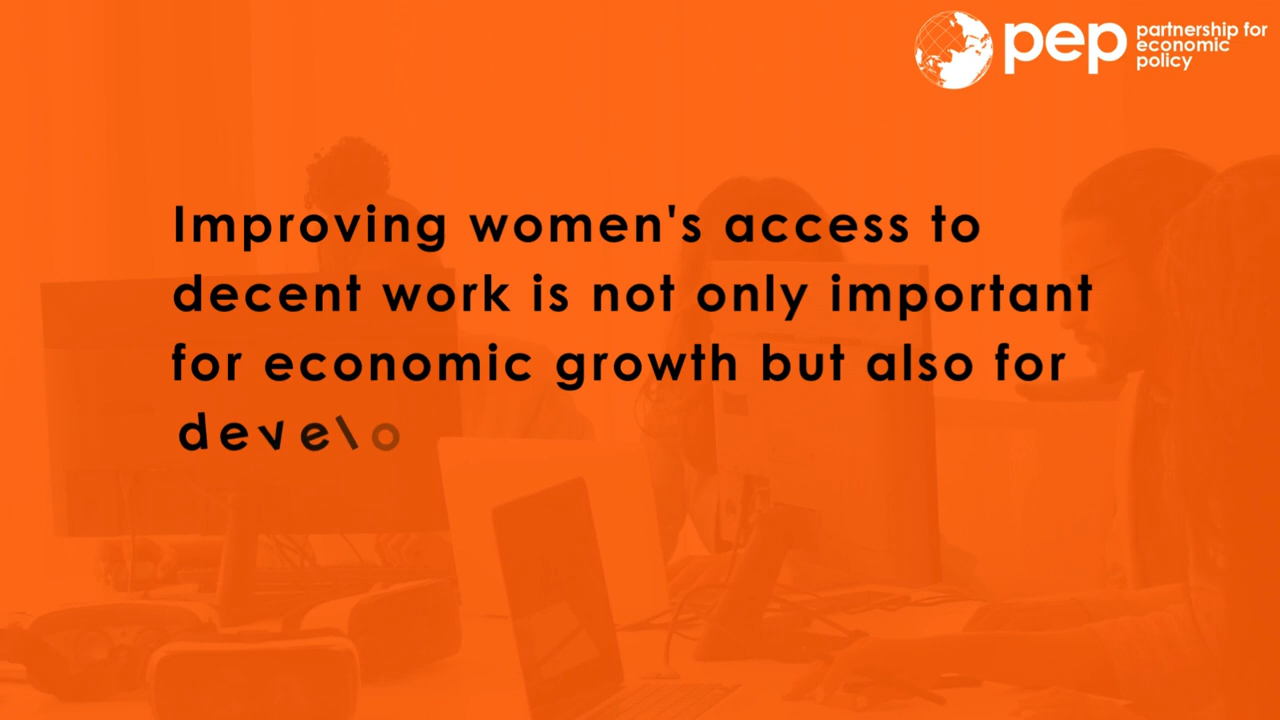 pep
partnership for
economic
policy
Improving women's access to
decent work is not only important
for economic growth but also for
develo